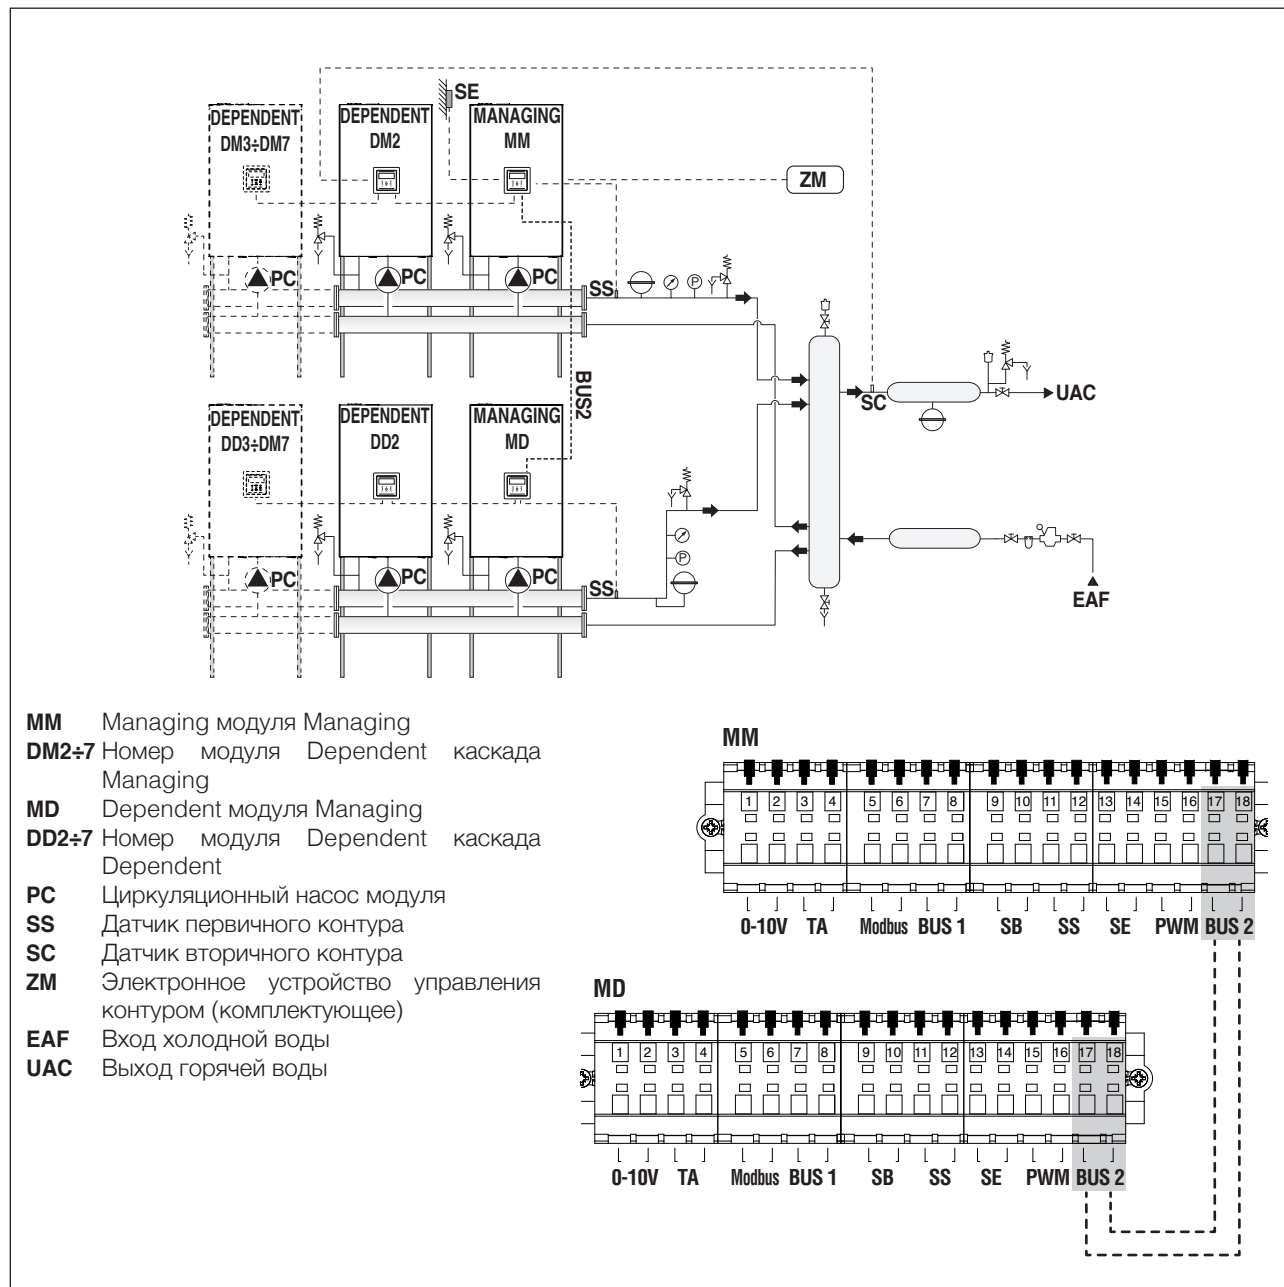 SE
DEPENDENT
DM3÷DM7
DEPENDENT
DM2
MANAGING
MM
ZM
PC
PC
PC
SS
P
BUS2
SC
UAC
DEPENDENT
DD3÷DM7
DEPENDENT
DD2
MANAGING
MD
P
PC
PC
PC
SS
EAF
MM Managing модуля Managing
DM2÷7 Номер модуля Dependent каскада
Managing
MD Dependent модуля Managing
DD2÷7 Номер модуля Dependent каскада
Dependent
PC Циркуляционный насос модуля
SS Датчик первичного контура
SC Датчик вторичного контура
ZM Электронное устройство управления
контуром (комплектующее)
EAF Вход холодной воды
UAC Выход горячей воды
MM
1 2 3 4 5 6 7 8 9 10 11 12 13 14 15 16 17 18
0-10V TA Modbus BUS 1 SB SS SE PWM BUS 2
MD
1 2 3 4 5 6 7 8 9 10 11 12 13 14 15 16 17 18
0-10V TA Modbus BUS 1 SB SS SE PWM BUS 2